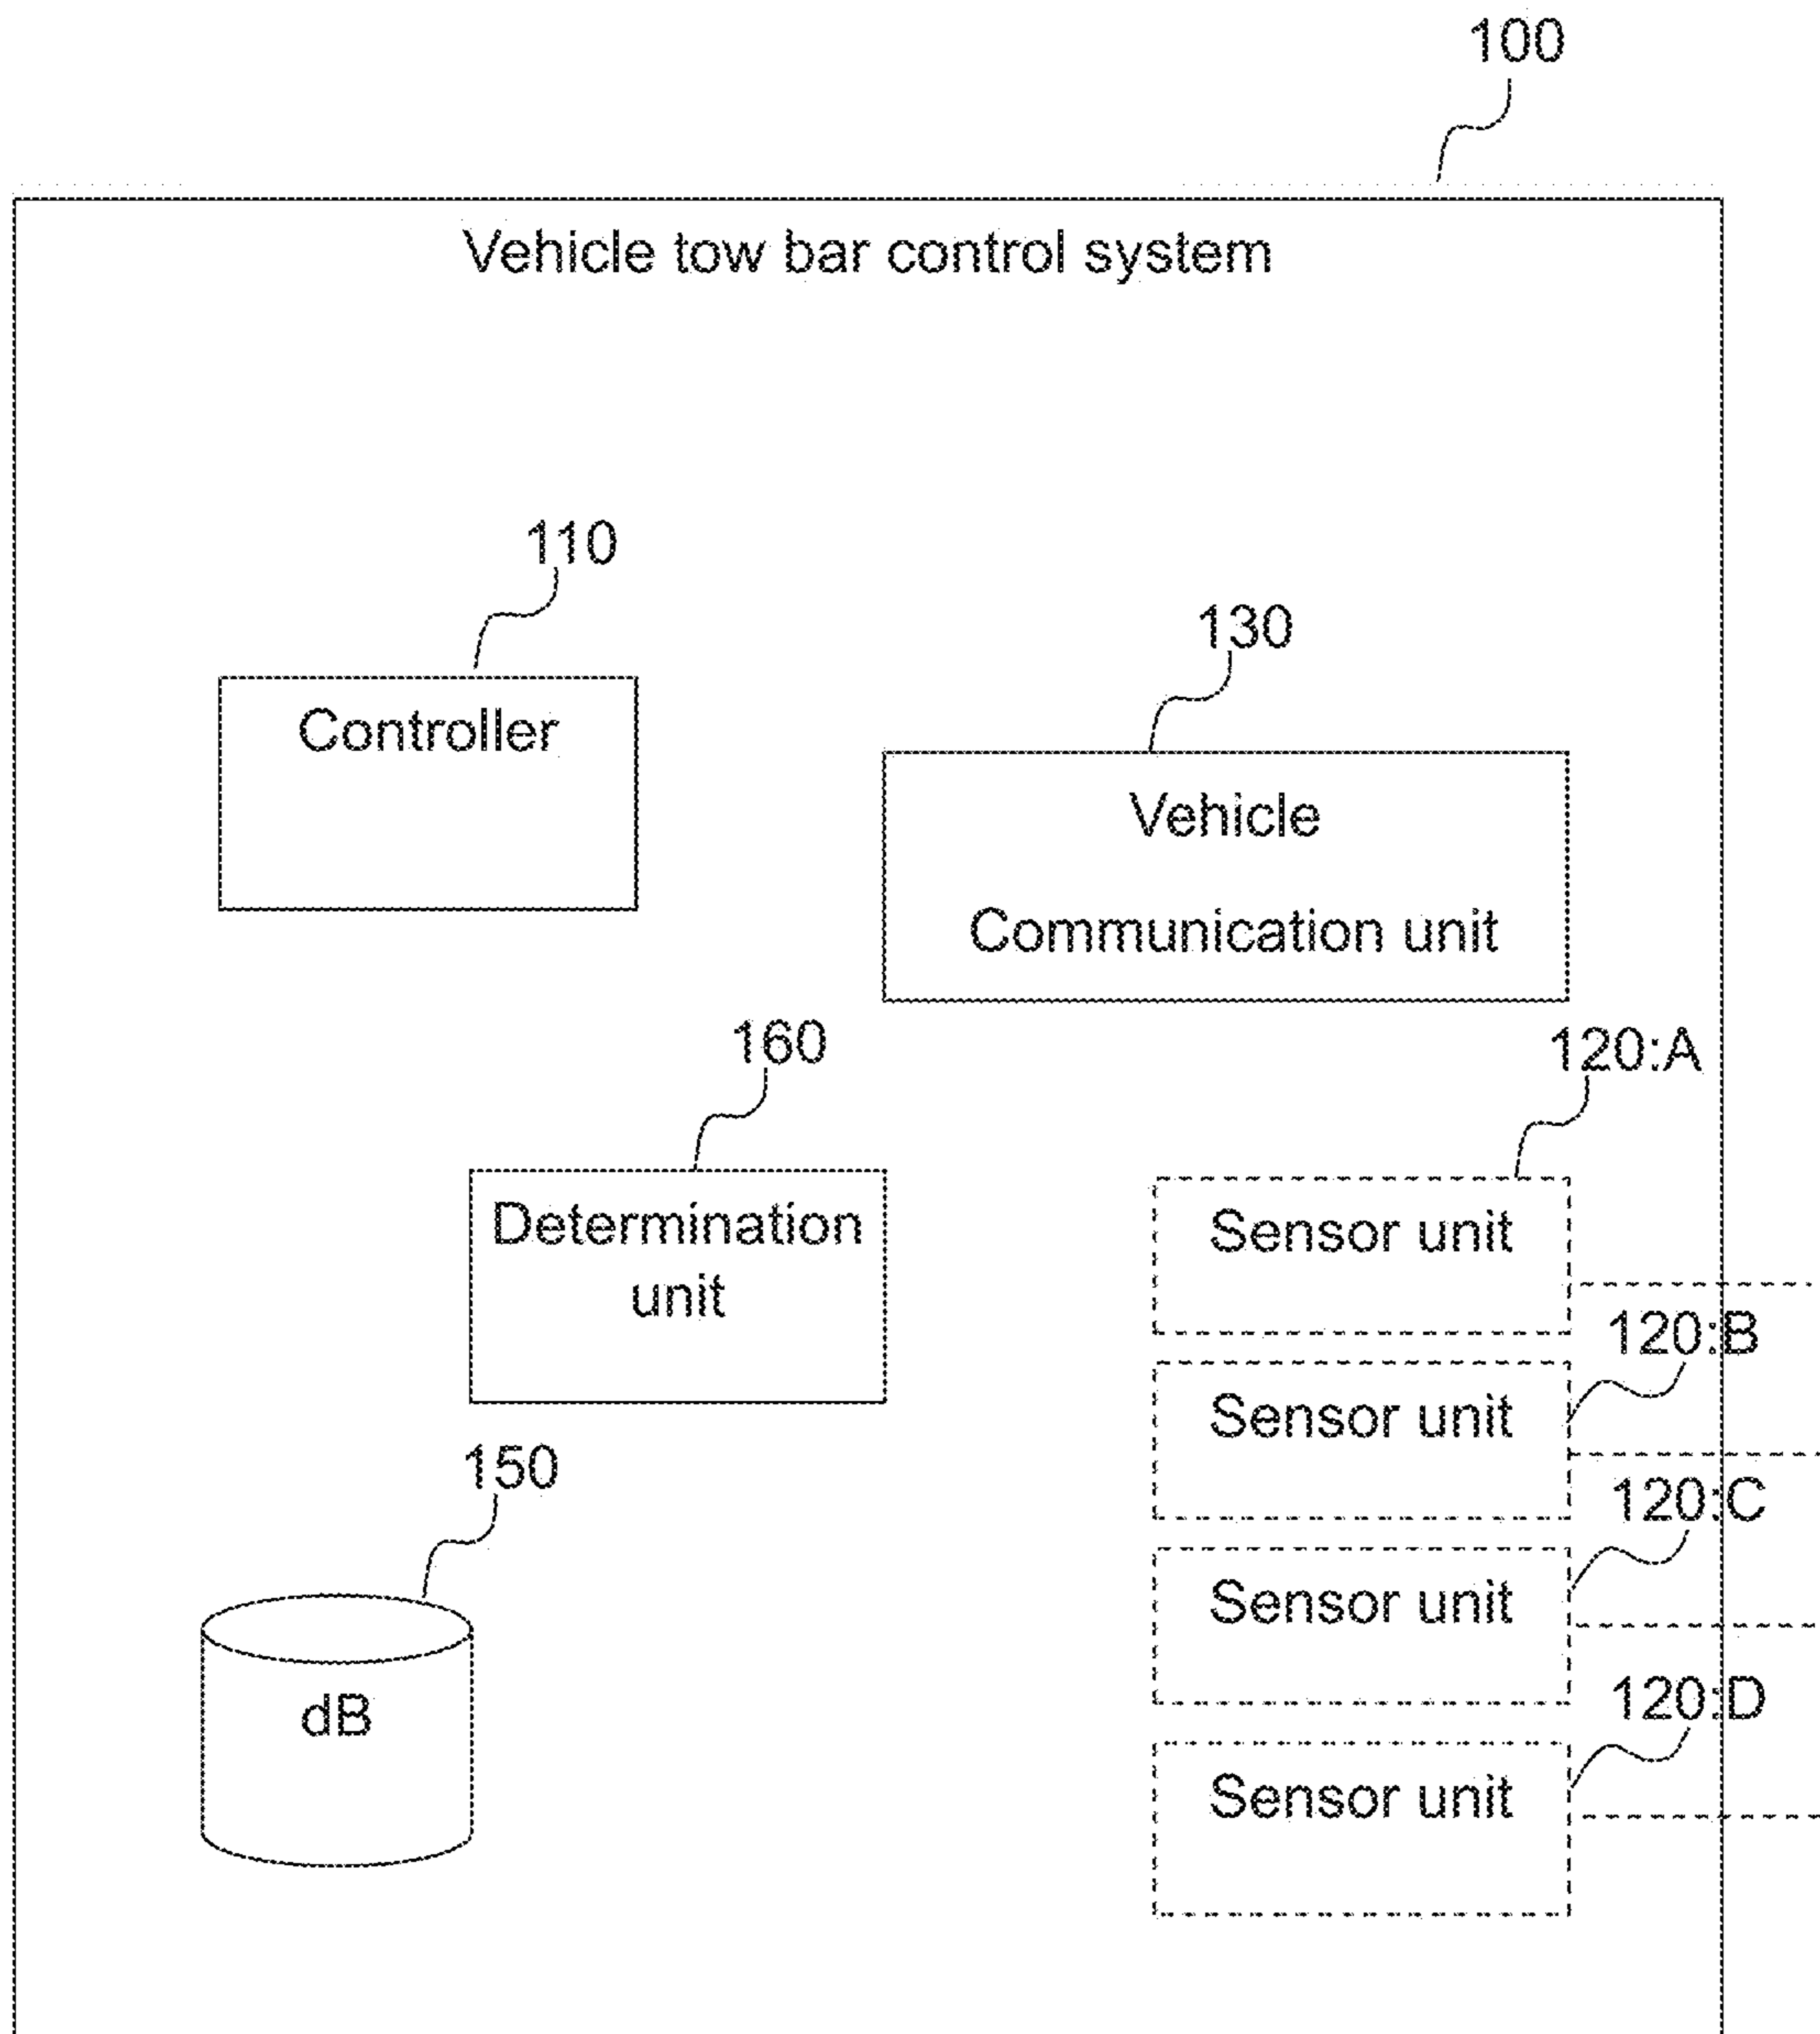 100
Vehicle tow bar control system
110
130
Controller
Vehicle
Communication unit
160
120:A
Determination
unit
Sensor unit
120:B
Sensor unit
150
120:C
Sensor unit
dB
120:D
Sensor unit